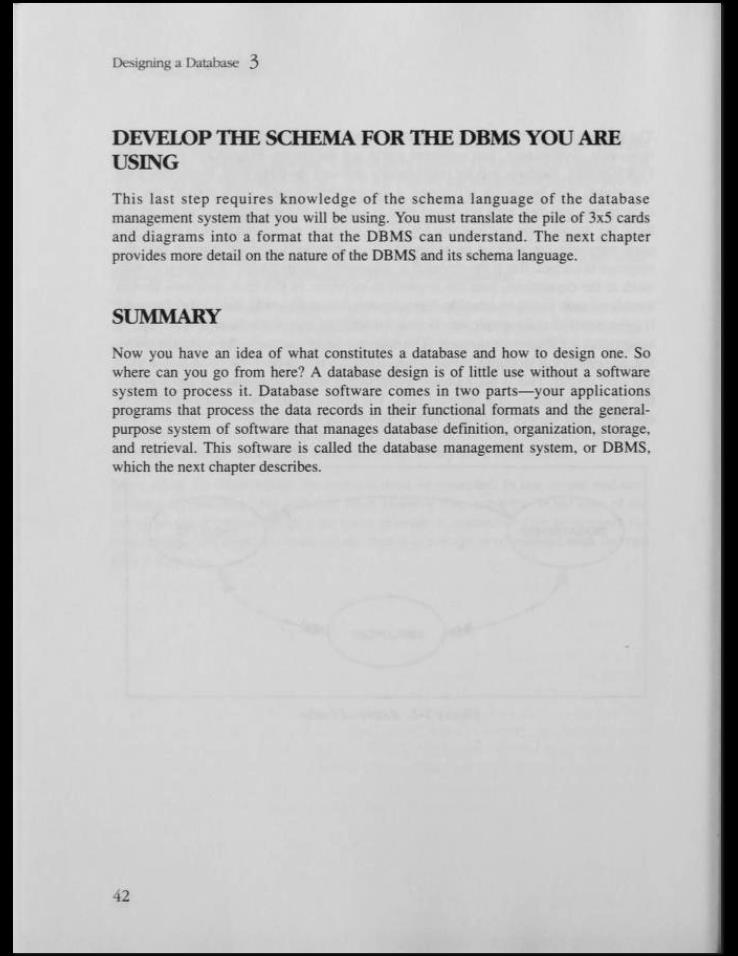 Designing a Database 3
DEVELOP THE SCHEMA FOR THE DBMS YOU ARE
USING
This last step requires knowledge of the schema language of the database
management system that you will be using. You must translate the pile of 3x5 cards
and diagrams into a format that the DBMS can understand. The next chapter
provides more detail on the nature of the DBMS and its schema language.
SUMMARY
Now you have an idea of what constitutes a database and how to design one. So
where can you go from here? A database design is of little use without a software
system to process it. Database software comes in two parts—your applications
programs that process the data records in their functional formats and the general-
purpose system of software that manages database definition, organization, storage,
and retrieval. This software is called the database management system, or DBMS,
which the next chapter describes.
42